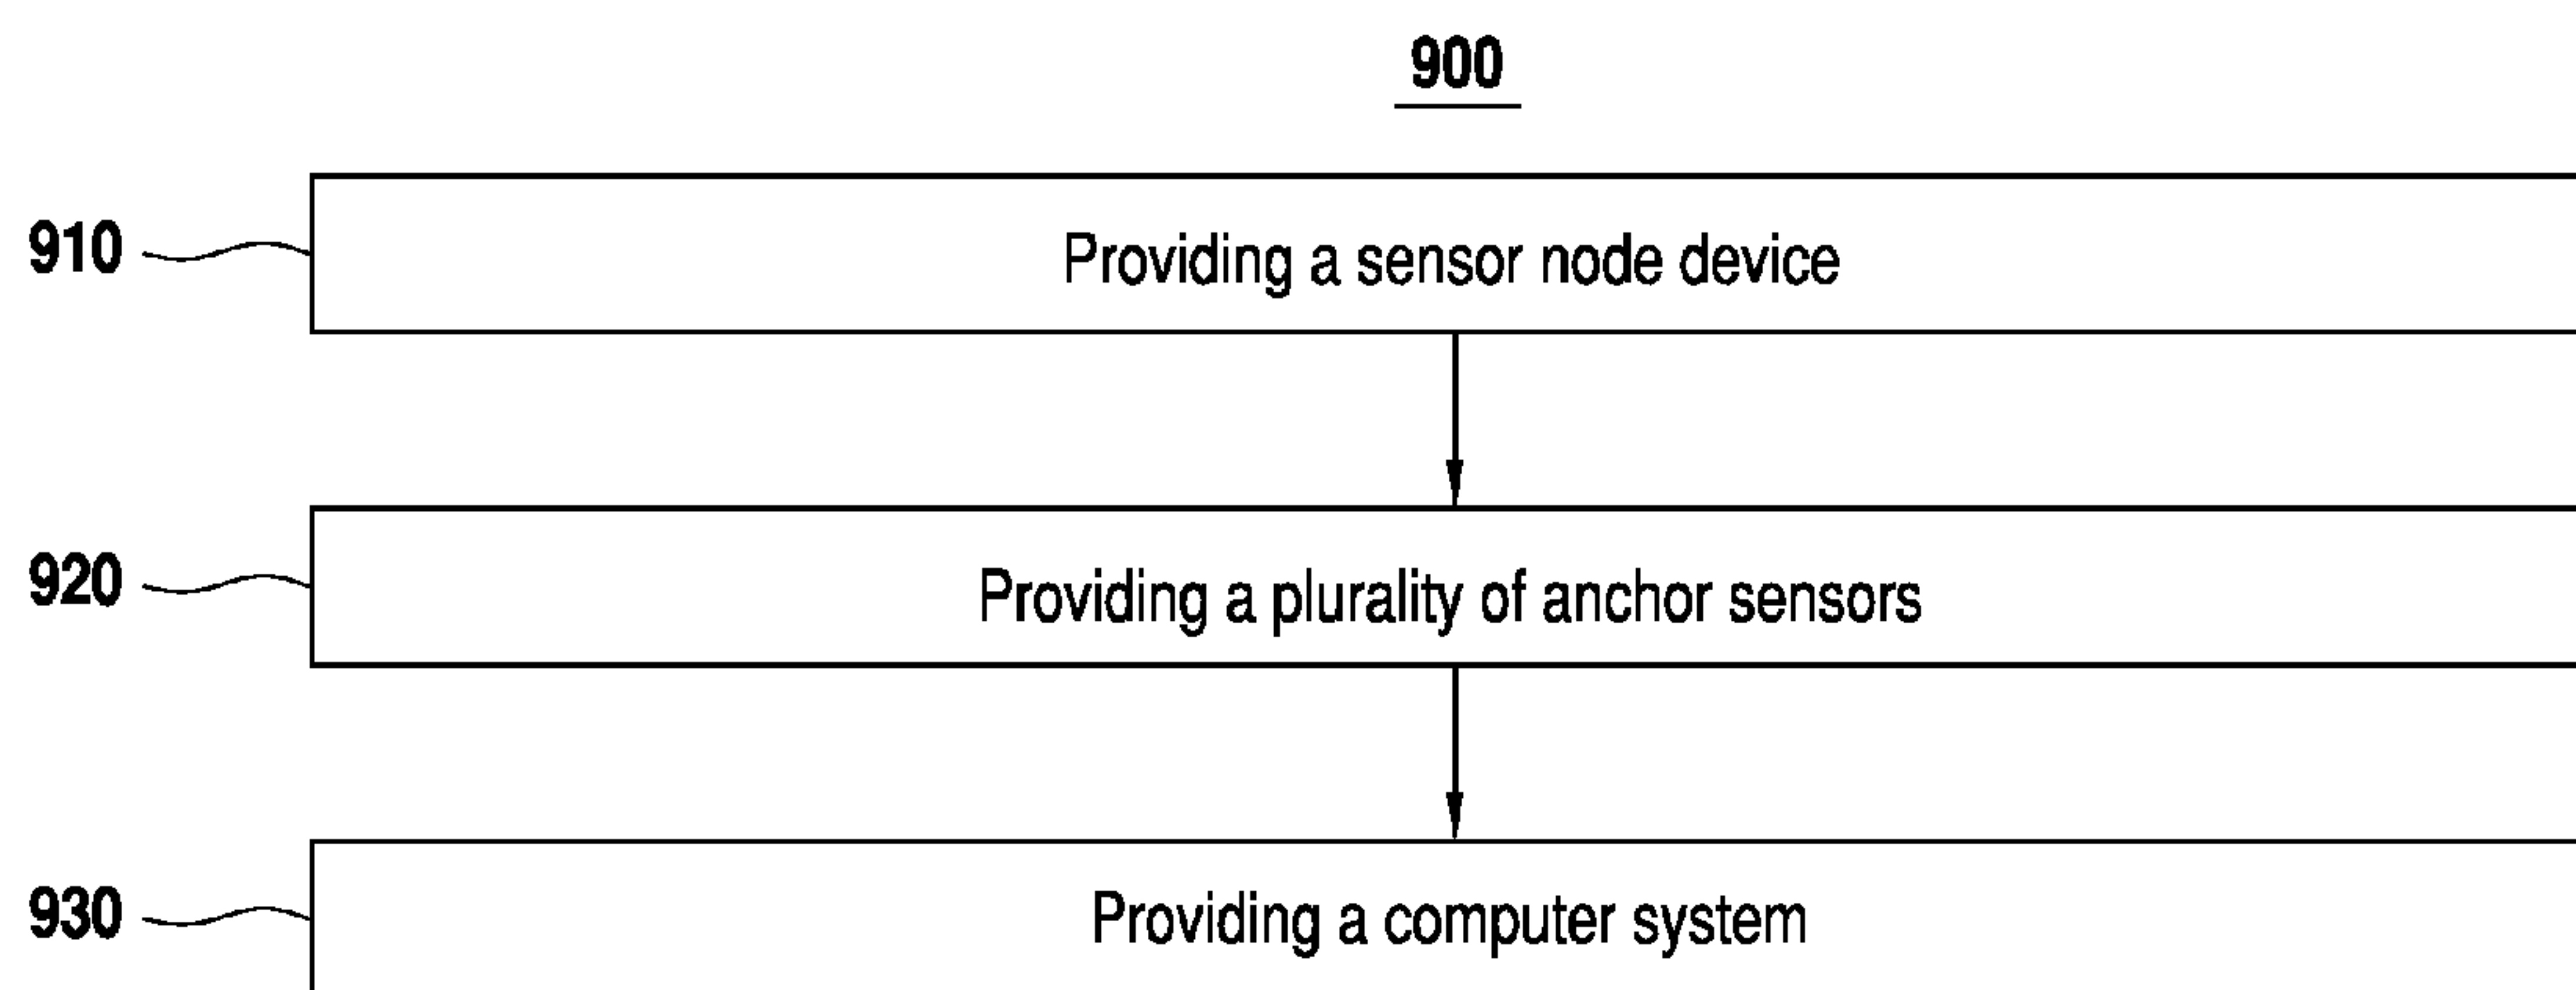 900
910 Providing a sensor node device
920 Providing a plurality of anchor sensors
930 Providing a computer system